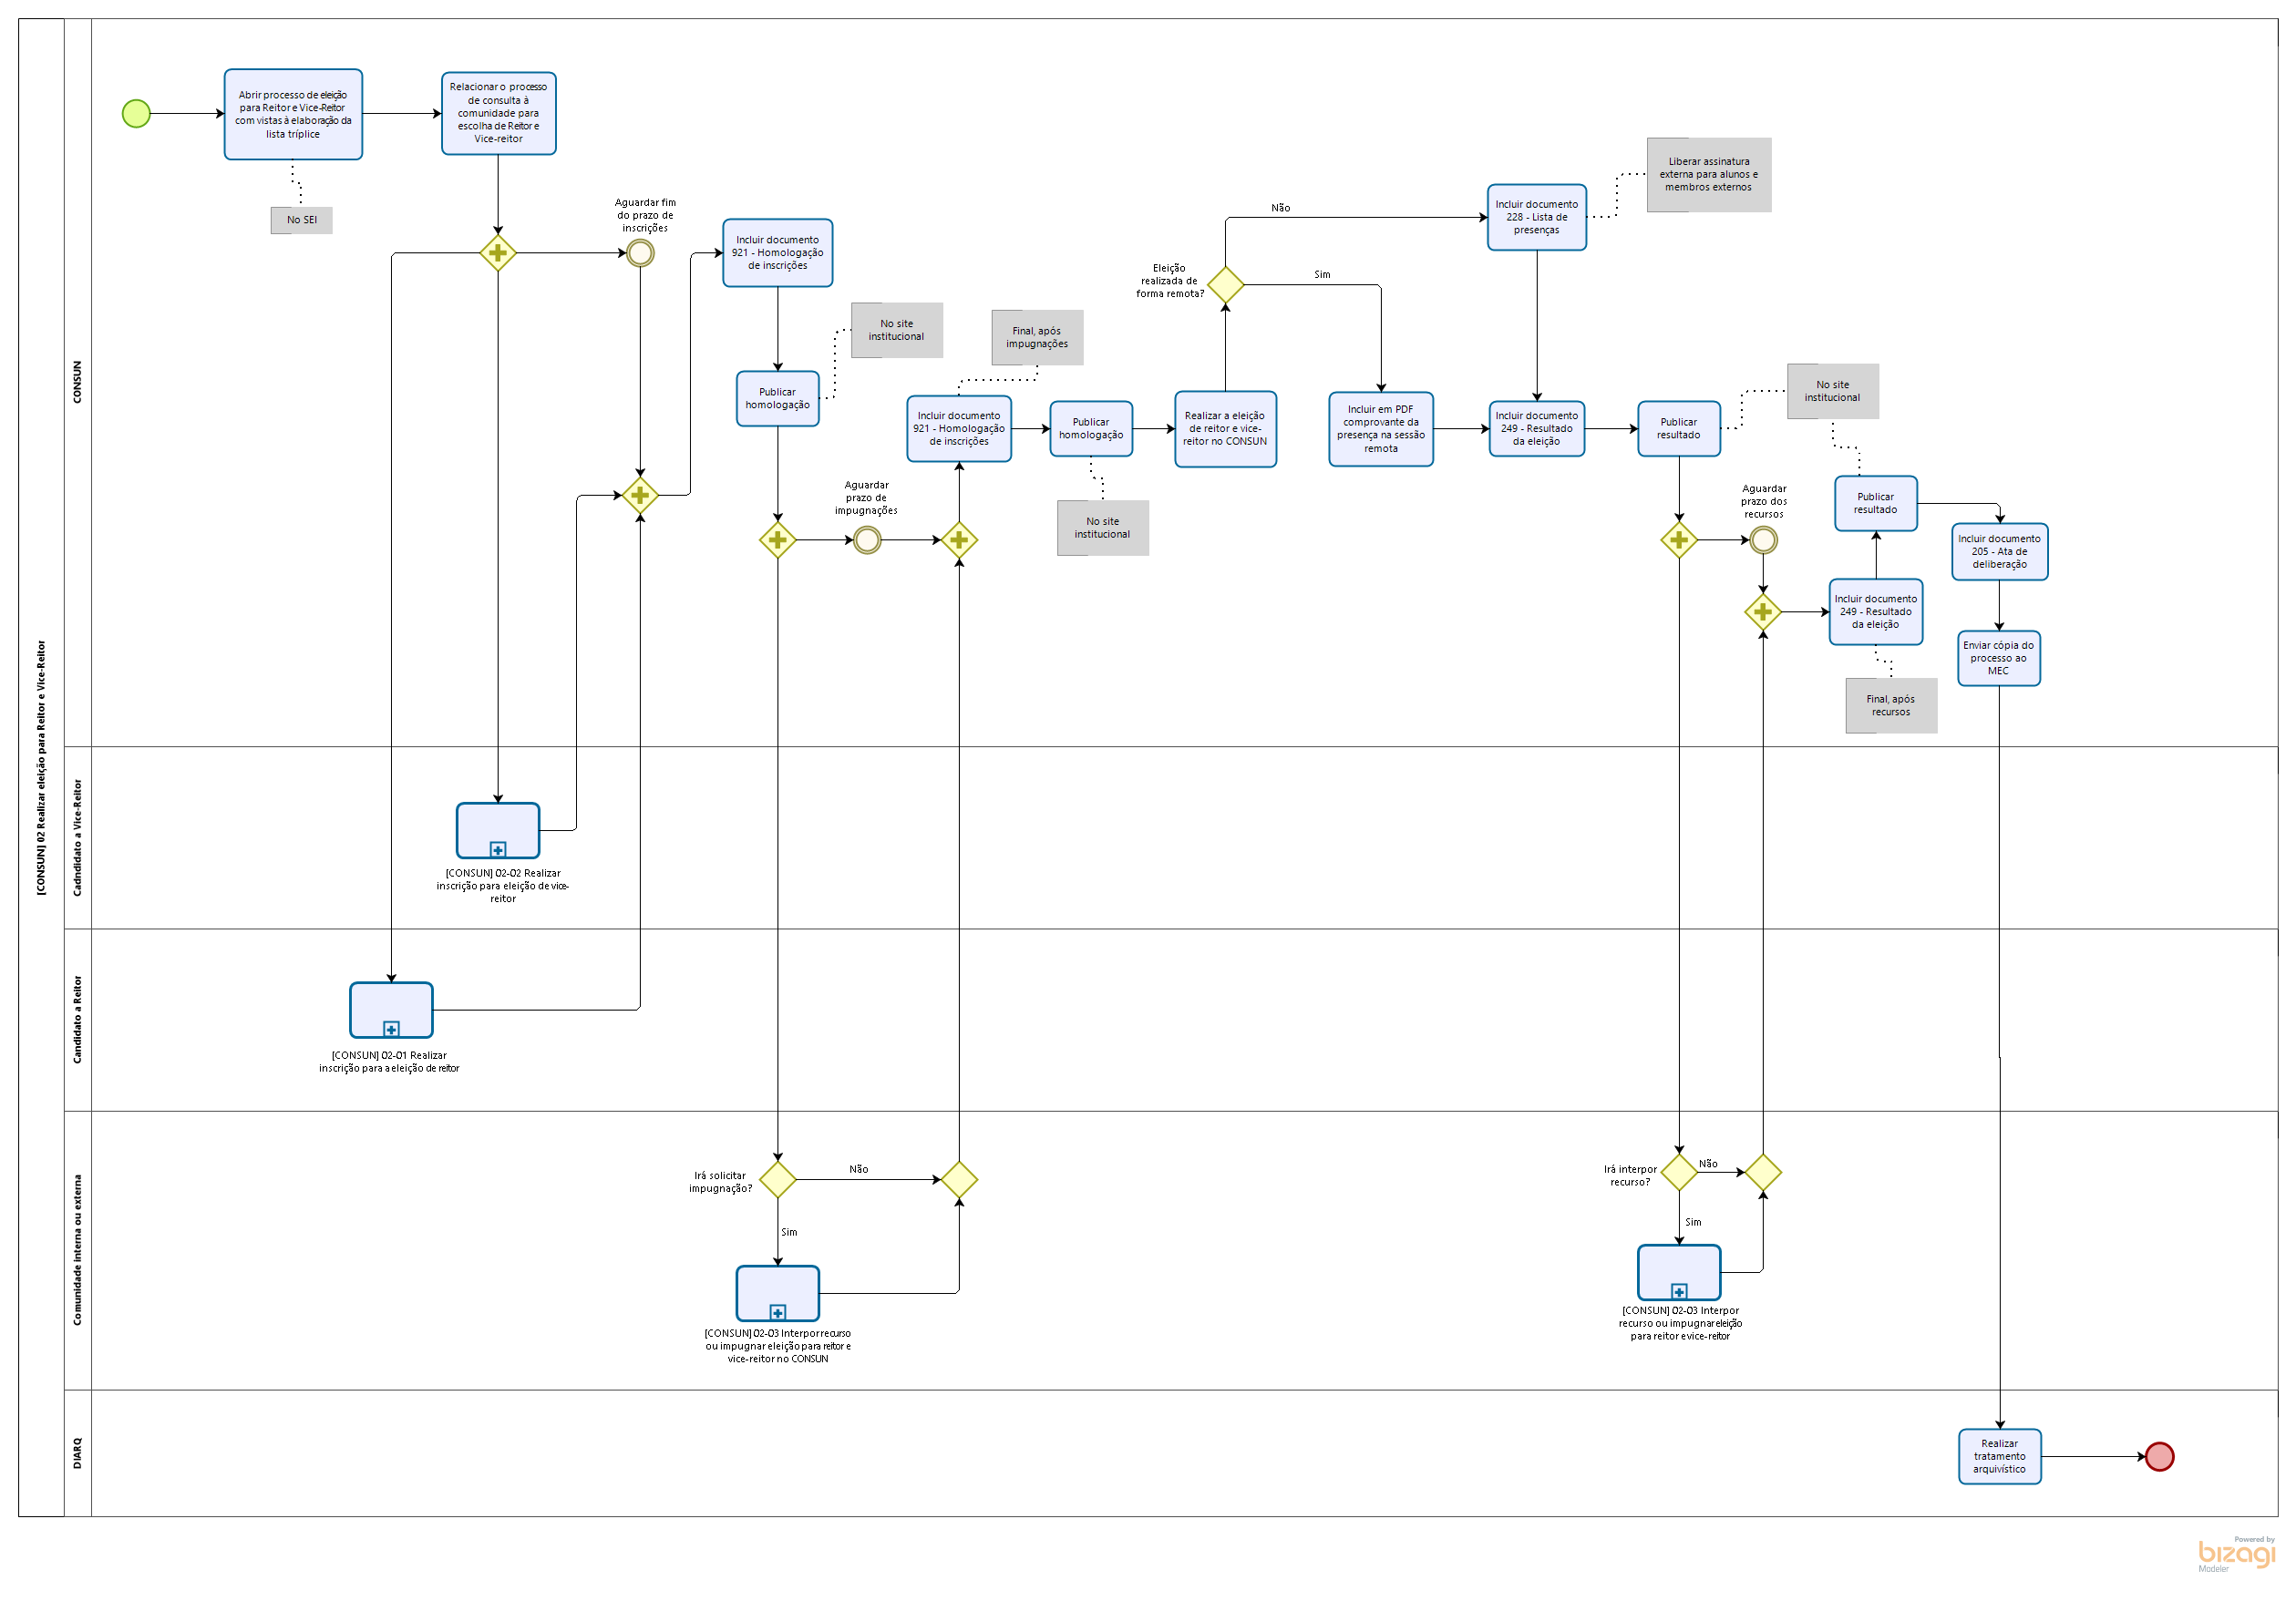 [CONSUN] 02 Realizar eleição para Reitor e Vice-Reitor
CONSUN
Abrir processo de eleição
para Reitor e Vice-Reitor
com vistas à elaboração da
lista tríplice
No SEI
Relacionar o processo
de consulta à
comunidade para
escolha de Reitor e
Vice-reitor
Aguardar fim
do prazo de
inscrições
Incluir documento
921 - Homologação
de inscrições
Publicar
homologação
No site
institucional
Aguardar
prazo de
impugnações
Final, após
impugnações
Incluir documento
921 - Homologação
de inscrições
Publicar
homologação
No site
institucional
Realizar a eleição
de reitor e vice-
reitor no CONSUN
Eleição
realizada de
forma remota?
Não
Sim
Incluir documento
228 - Lista de
presenças
Liberar assinatura
externa para alunos e
membros externos
Incluir em PDF
comprovante da
presença na sessão
remota
Incluir documento
249 - Resultado
da eleição
Publicar
resultado
No site
institucional
Aguardar
prazo dos
recursos
Publicar
resultado
Incluir documento
249 - Resultado
da eleição
Final, após
recursos
Incluir documento
205 - Ata de
deliberação
Enviar cópia do
processo ao
MEC
Cadndidato a Vice-Reitor
[CONSUN] 02-02 Realizar
inscrição para eleição de vice-
reitor
Candidato a Reitor
[CONSUN] 02-01 Realizar
inscrição para a eleição de reitor
Comunidade interna ou externa
Irá solicitar
impugnação?
Não
Sim
[CONSUN] 02-03 Interpor recurso
ou impugnar eleição para reitor e
vice-reitor no CONSUN
Irá interpor
recurso?
Não
Sim
[CONSUN] 02-03 Interpor
recurso ou impugnar eleição
para reitor e vice-reitor
DIARQ
Realizar
tratamento
arquivístico
Powered by
bizagi
Modeler